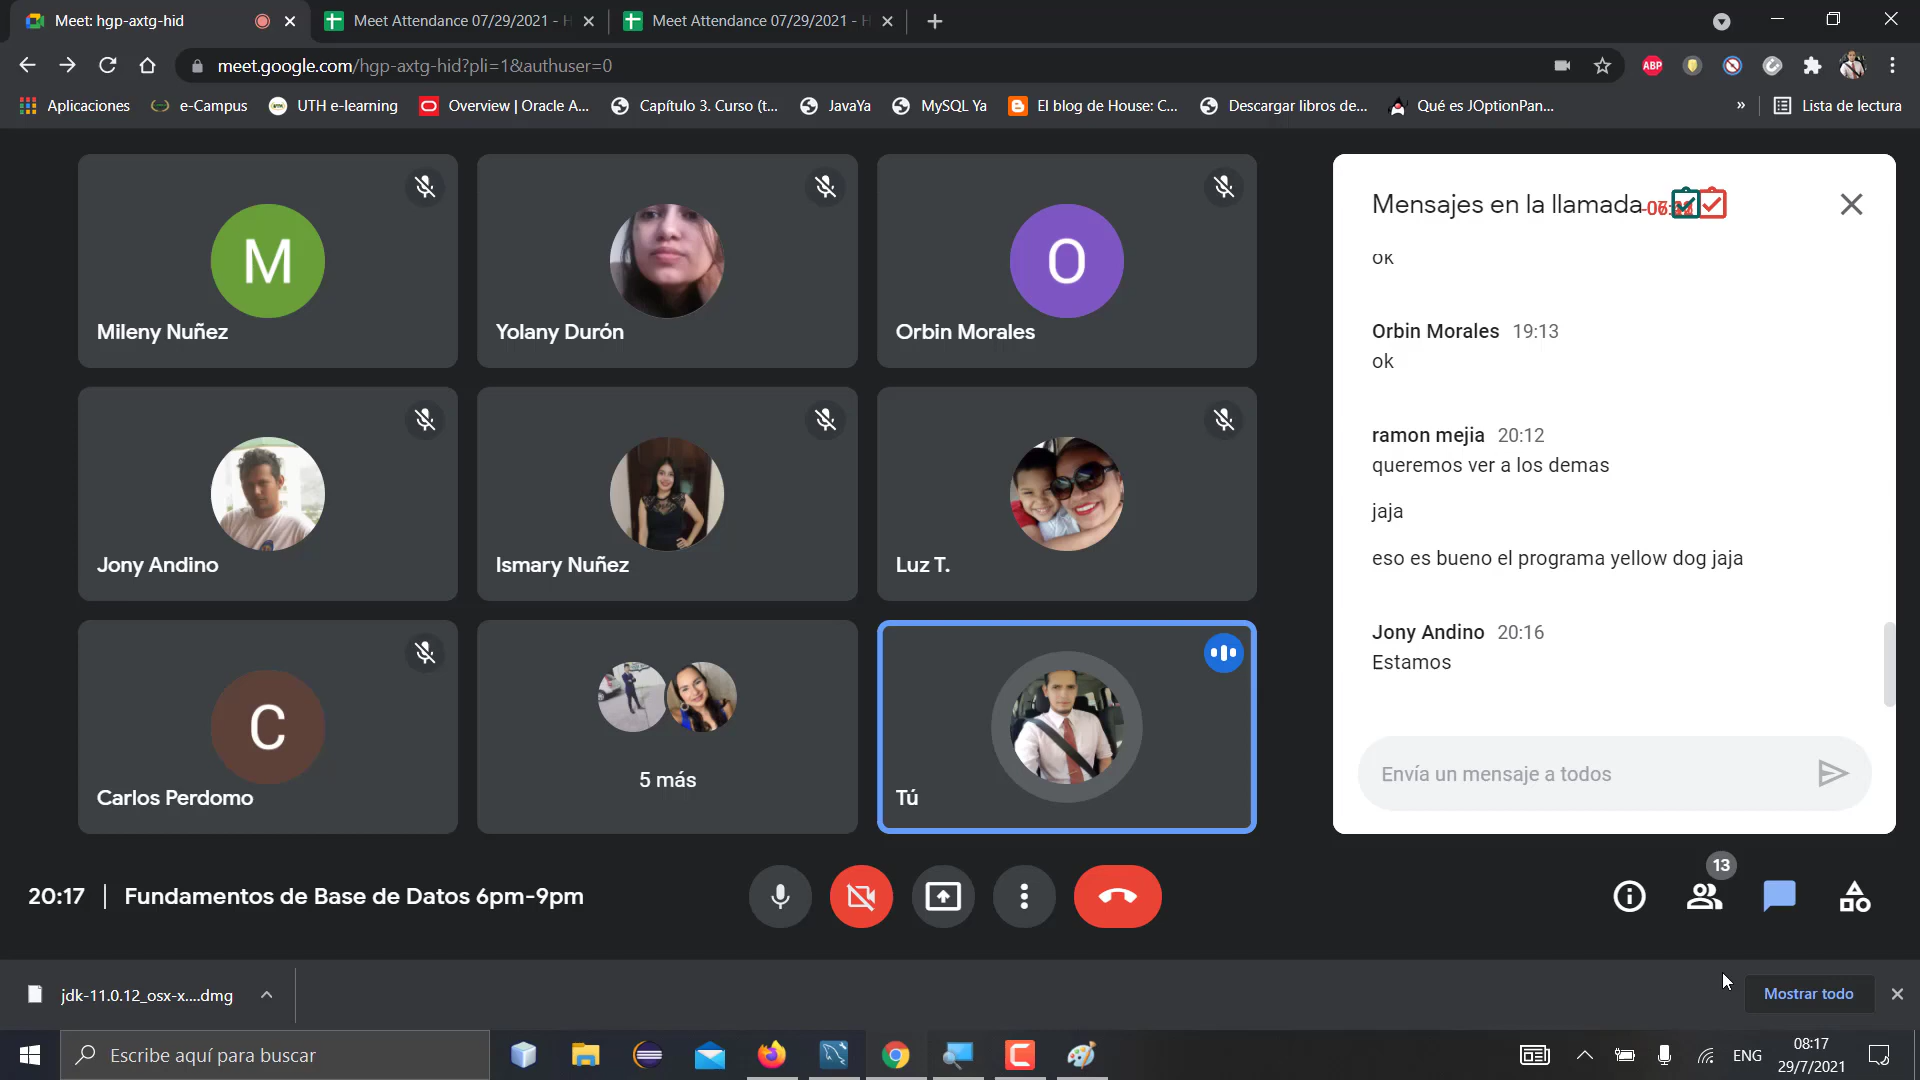 Meet: hgp-axtg-hid
Meet Attendance 07/29/2021 - H
Meet Attendance 07/29/2021 - H
meet.google.com/hgp-axtg-hid?pli=1&authuser=0
ABP
Aplicaciones
e-Campus
UTH e-learning
Overview | Oracle A...
Capítulo 3. Curso (t...
JavaYa
MySQL Ya
El blog de House: C...
Descargar libros de...
Qué es JOptionPan...
»
Lista de lectura
M
Mileny Nuñez
Yolany Durón
O
Orbin Morales
Jony Andino
Ismary Nuñez
Luz T.
C
Carlos Perdomo
5 más
Tú
Mensajes en la llamada
ok
Orbin Morales 19:13
ok
ramon mejia 20:12
queremos ver a los demas
jaja
eso es bueno el programa yellow dog jaja
Jony Andino 20:16
Estamos
Envía un mensaje a todos
20:17 | Fundamentos de Base de Datos 6pm-9pm
13
jdk-11.0.12_osx-x....dmg
Mostrar todo
Escribe aquí para buscar
ENG
08:17
29/7/2021